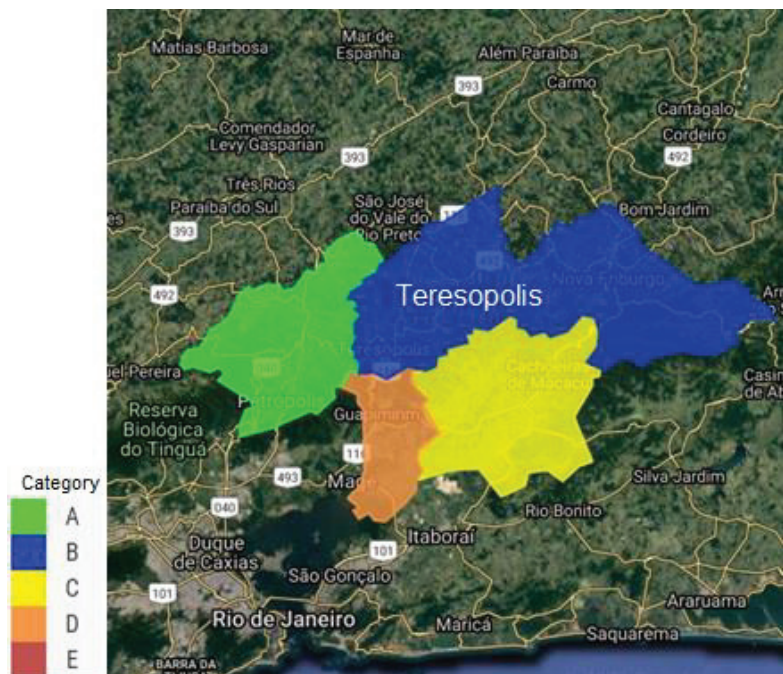 Matias Barbosa
Mar de
Espanha
Além Paraíba
393
Carmo
Cantagalo
Cordeiro
492
Comendador
Levy Gasparian
393
Três Rios
Paraíba do Sul
São José
do Vale do
Rio Preto
Bom Jardim
393
492
Teresopolis
Nova Friburgo
Teresópolis
Cachoeiras
de Macacu
Petrópolis
Guapimirim
Reserva
Biológica
do Tinguá
116
Magé
493
040
Silva Jardim
Rio Bonito
Itaboraí
Duque
de Caxias
101
São Gonçalo
101
Rio de Janeiro
Maricá
Araruama
Saquarema
BARRA DA
Category
A
B
C
D
E